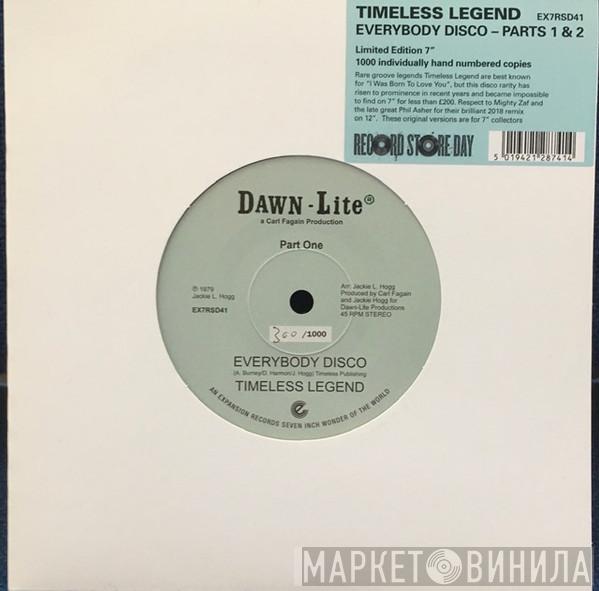 TIMELESS LEGEND EX7RSD41
EVERYBODY DISCO – PARTS 1 & 2
Limited Edition 7"
1000 individually hand numbered copies
Rare groove legends Timeless Legend are best known
for "I Was Born To Love You", but this disco rarity has
risen to prominence in recent years and became impossible
to find on 7" for less than £200. Respect to Mighty Zaf and
the late great Phil Asher for their brilliant 2018 remix
on 12". These original versions are for 7" collectors
RECORD STORE DAY
5 019421 287414
DAWN-LITE®
a Carl Fagain Production
Part One
℗ 1979
Jackie L. Hogg
EX7RSD41
Arr: Jackie L. Hogg
Produced by Carl Fagain
and Jackie Hogg for
Dawn-Lite Productions
45 RPM STEREO
360 /1000
EVERYBODY DISCO
(A. Burney/D. Harmon/J. Hogg) Timeless Publishing
TIMELESS LEGEND
e
AN EXPANSION RECORDS SEVEN INCH WONDER OF THE WORLD
МАРКЕТ ВИНИЛА